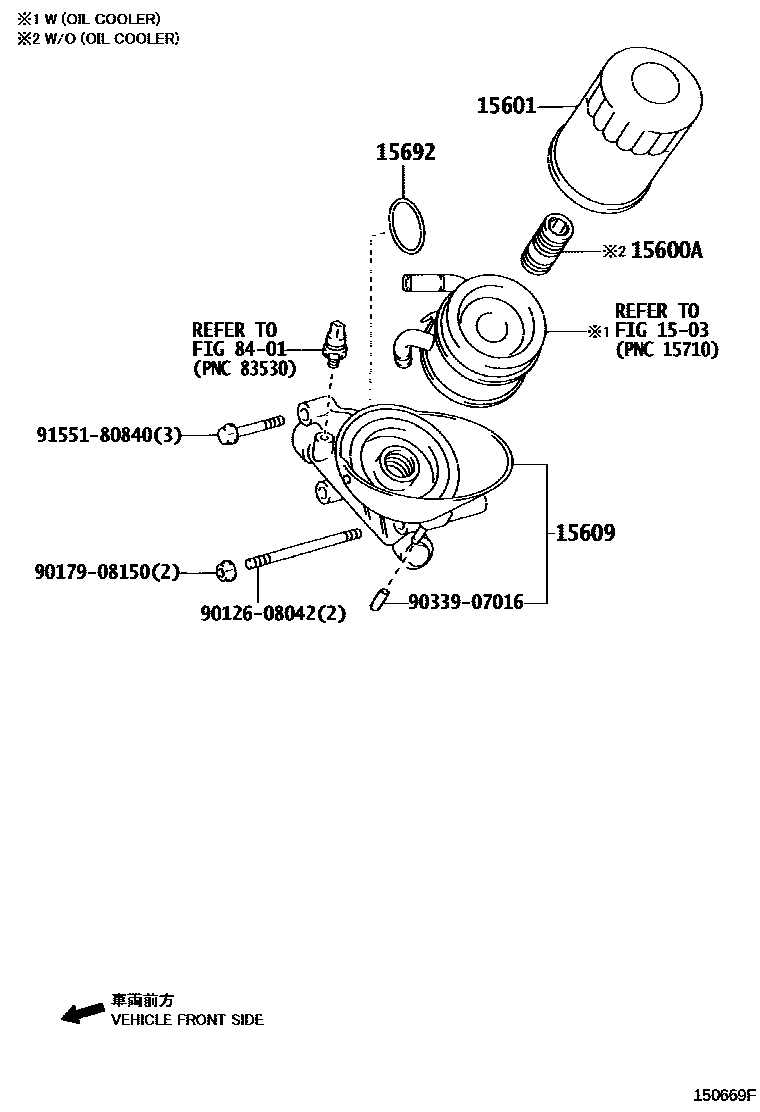 ※1 W (OIL COOLER)
※2 W/O (OIL COOLER)
15601
15692
※2 15600A
REFER TO
FIG 15-03
※1 (PNC 15710)
REFER TO
FIG 84-01
(PNC 83530)
91551-80840(3)
15609
90179-08150(2)
90126-08042(2)
90339-07016
車両前方
VEHICLE FRONT SIDE
150669F